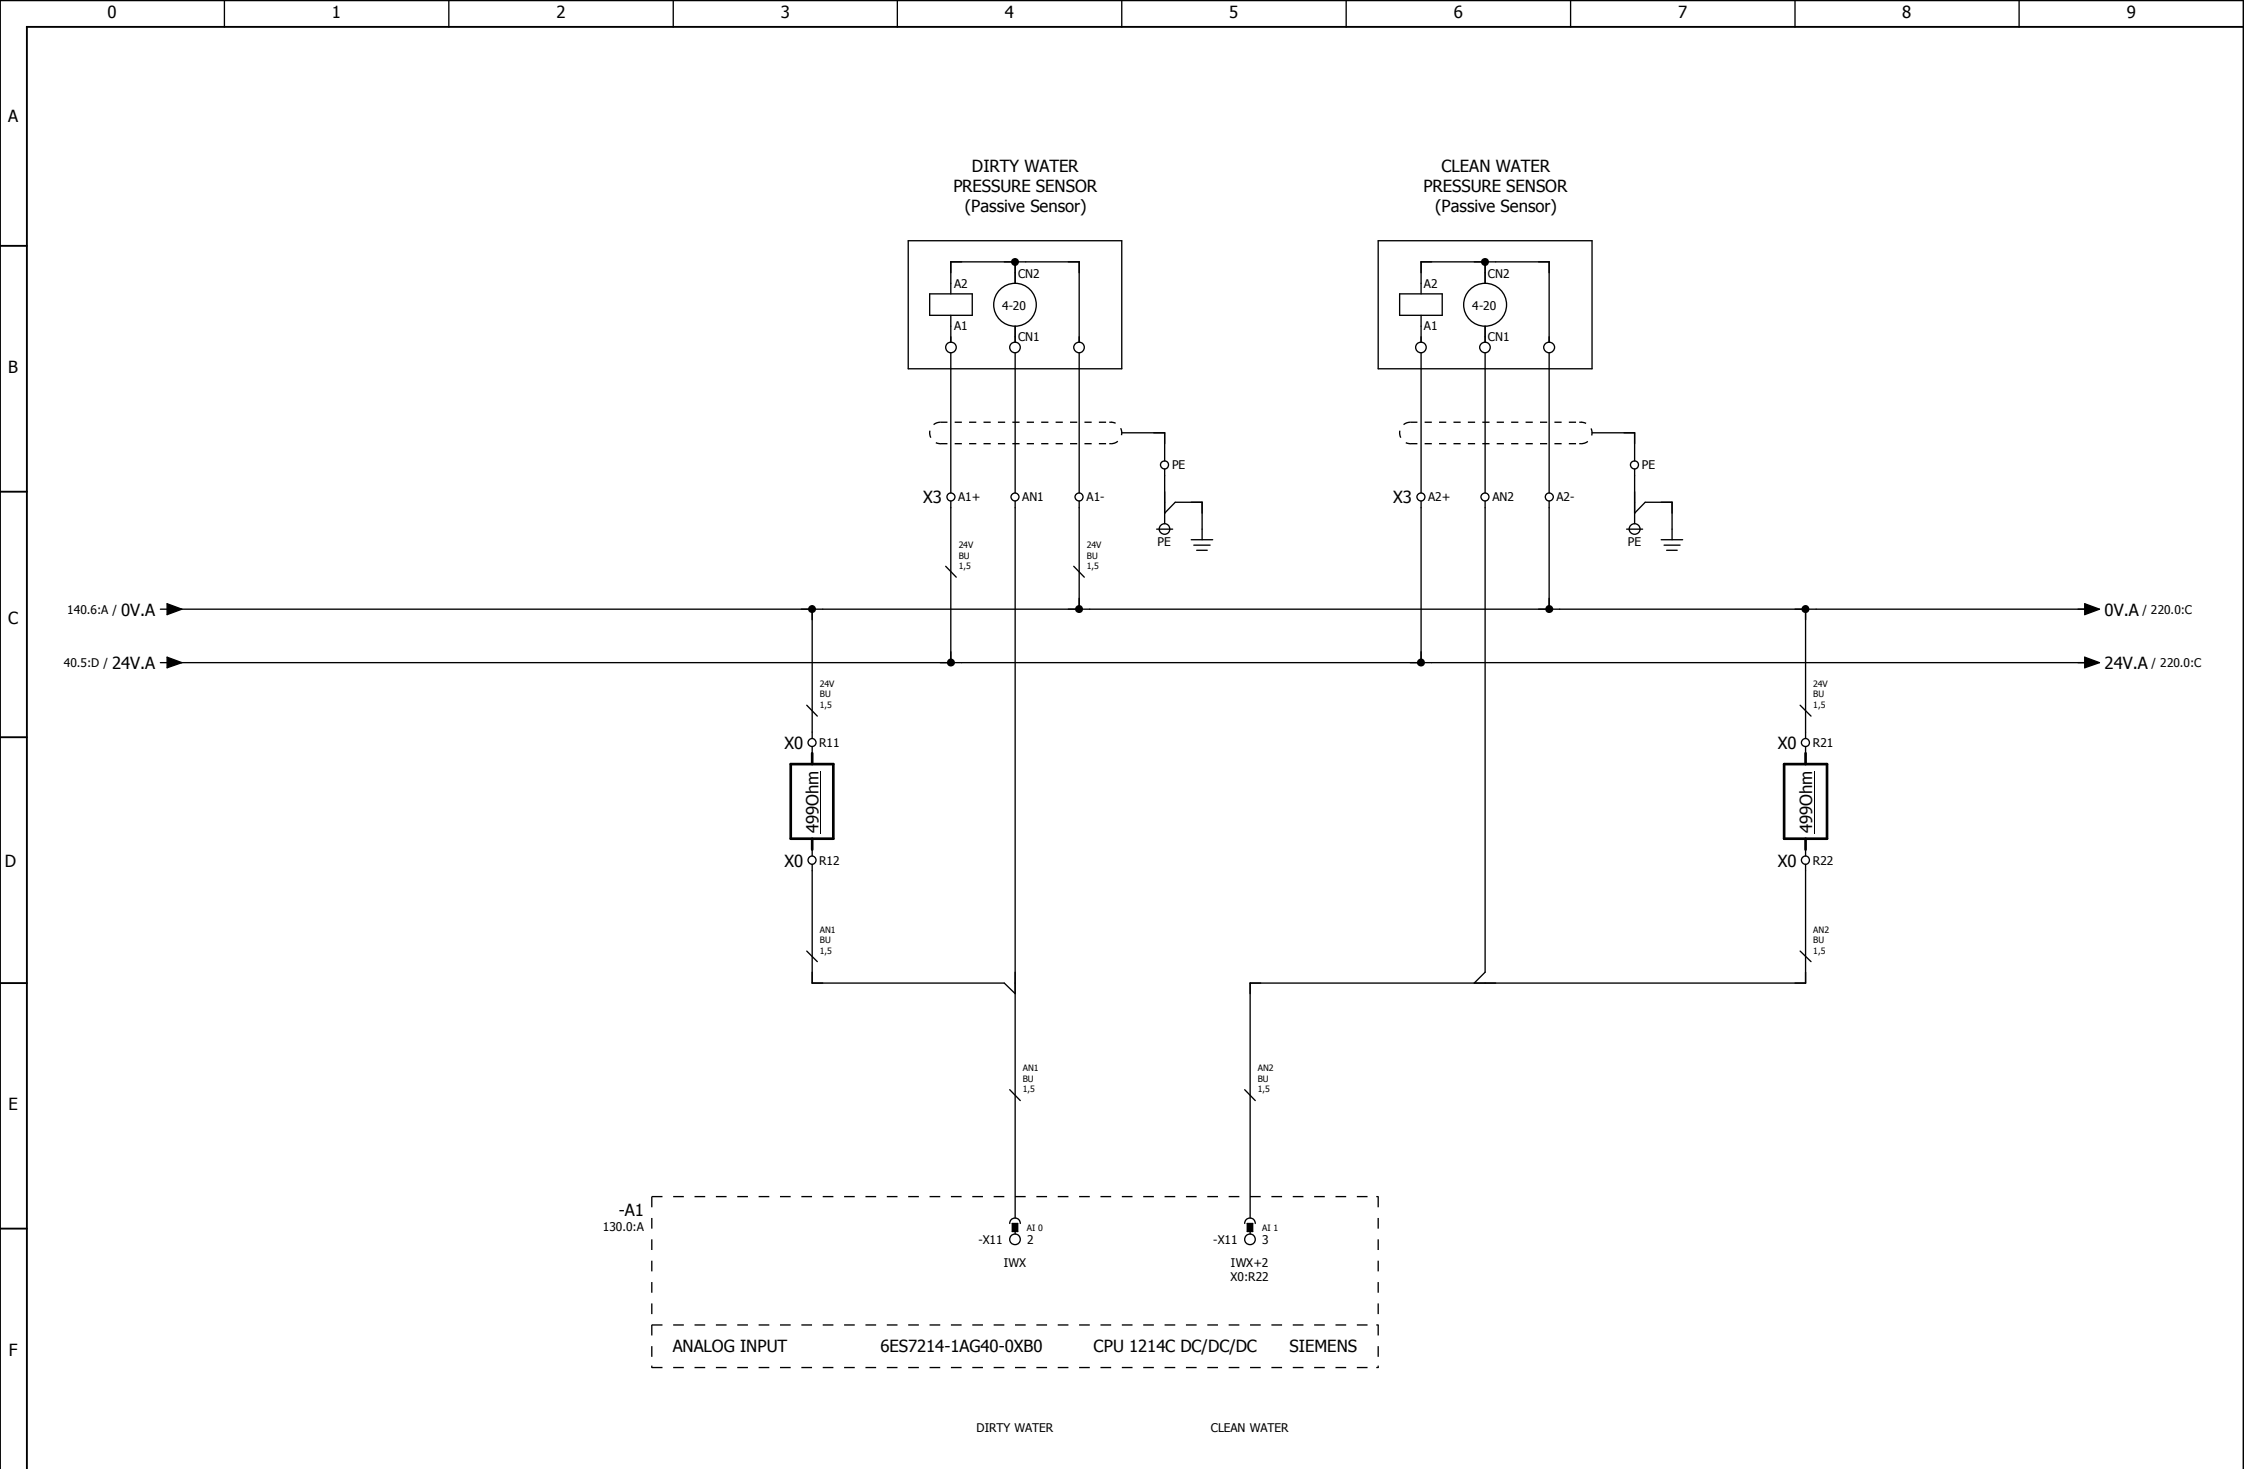 0 1 2 3 4 5 6 7 8 9
A
DIRTY WATER
PRESSURE SENSOR
(Passive Sensor)
CLEAN WATER
PRESSURE SENSOR
(Passive Sensor)
B
A2 CN2
4-20
A1 CN1
A2 CN2
4-20
A1 CN1
PE
PE
X3 A1+ AN1 A1-
X3 A2+ AN2 A2-
PE
PE
24V
BU
1,5
24V
BU
1,5
C
140.6:A / 0V.A
0V.A / 220.0:C
40.5:D / 24V.A
24V.A / 220.0:C
24V
BU
1,5
24V
BU
1,5
X0 R11
X0 R21
D
499Ohm
499Ohm
X0 R12
X0 R22
AN1
BU
1,5
AN2
BU
1,5
E
AN1
BU
1,5
AN2
BU
1,5
-A1
130.0:A
AI 0
-X11 2
IWX
AI 1
-X11 3
IWX+2
X0:R22
F
ANALOG INPUT 6ES7214-1AG40-0XB0 CPU 1214C DC/DC/DC SIEMENS
DIRTY WATER CLEAN WATER